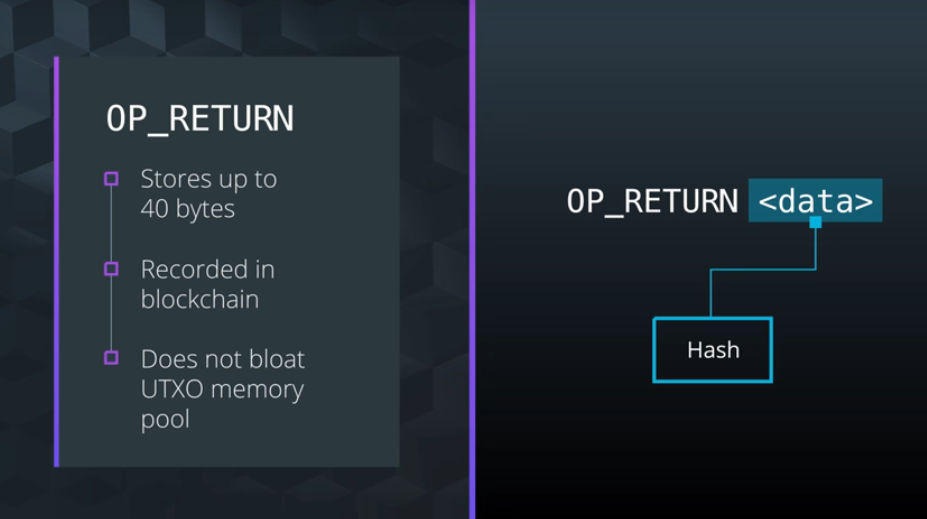 OP_RETURN
Stores up to
40 bytes
Recorded in
blockchain
Does not bloat
UTXO memory
pool
OP_RETURN <data>
Hash